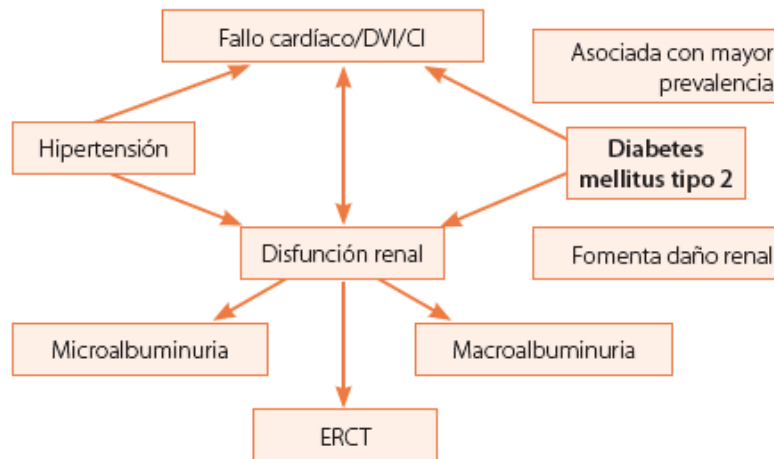 Fallo cardíaco/DVI/CI
Asociada con mayor
prevalencia
Hipertensión
Diabetes
mellitus tipo 2
Disfunción renal
Fomenta daño renal
Microalbuminuria
Macroalbuminuria
ERCT